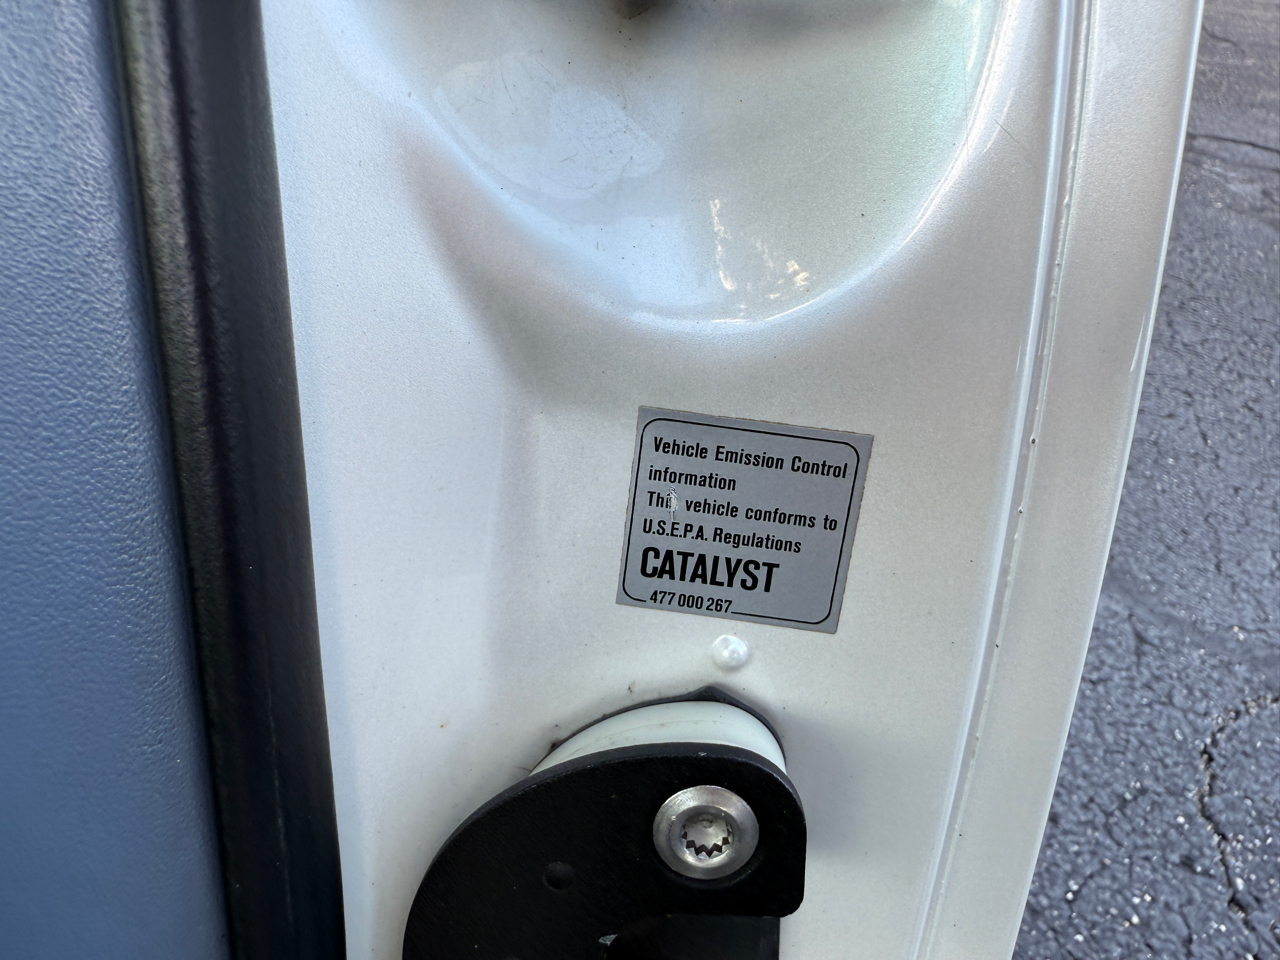 Vehicle Emission Control
information
This vehicle conforms to
U.S.E.P.A. Regulations
CATALYST
477 000 267